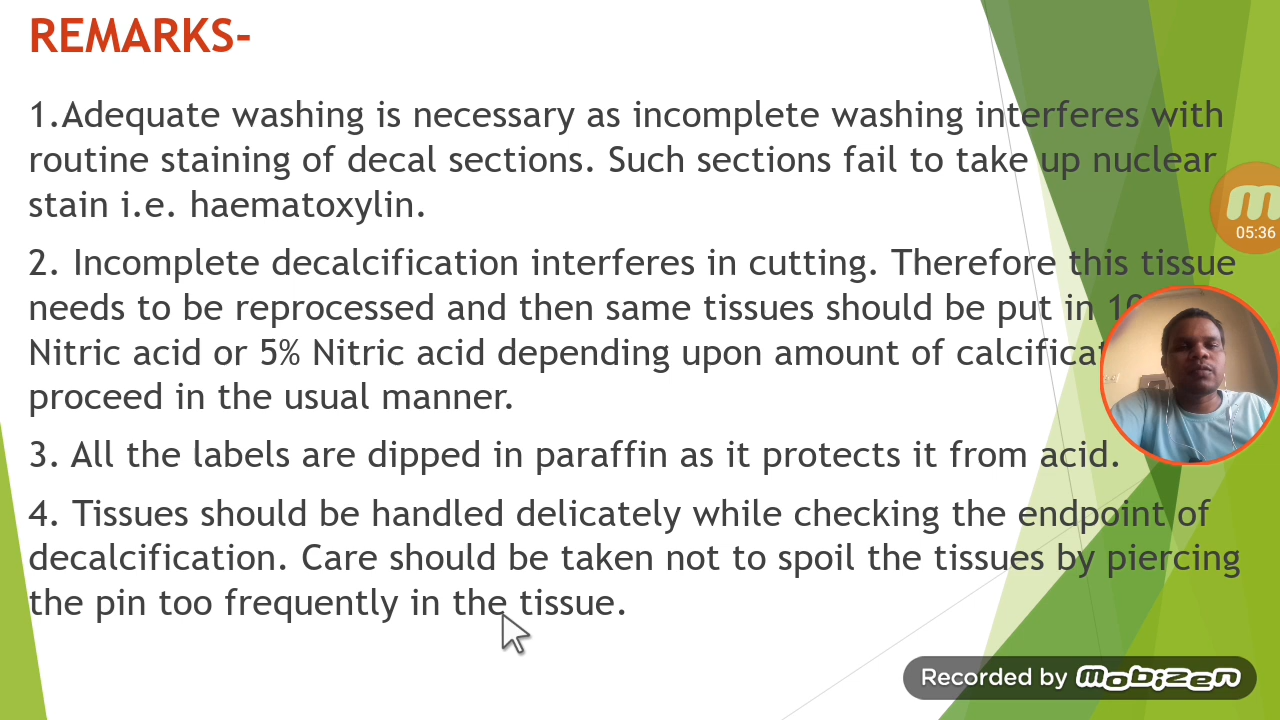 REMARKS-
1.Adequate washing is necessary as incomplete washing interferes with
routine staining of decal sections. Such sections fail to take up nuclear
stain i.e. haematoxylin.
2. Incomplete decalcification interferes in cutting. Therefore this tissue
needs to be reprocessed and then same tissues should be put in
Nitric acid or 5% Nitric acid depending upon amount of
proceed in the usual manner.
3. All the labels are dipped in paraffin as it protects it from acid.
4. Tissues should be handled delicately while checking the endpoint of
decalcification. Care should be taken not to spoil the tissues by piercing
the pin too frequently in the tissue.
05:36
Recorded by mobizen